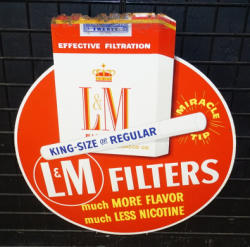 EFFECTIVE FILTRATION
L&M
KING-SIZE OR REGULAR
MIRACLE
TIP
L&M FILTERS
much MORE FLAVOR
much LESS NICOTINE